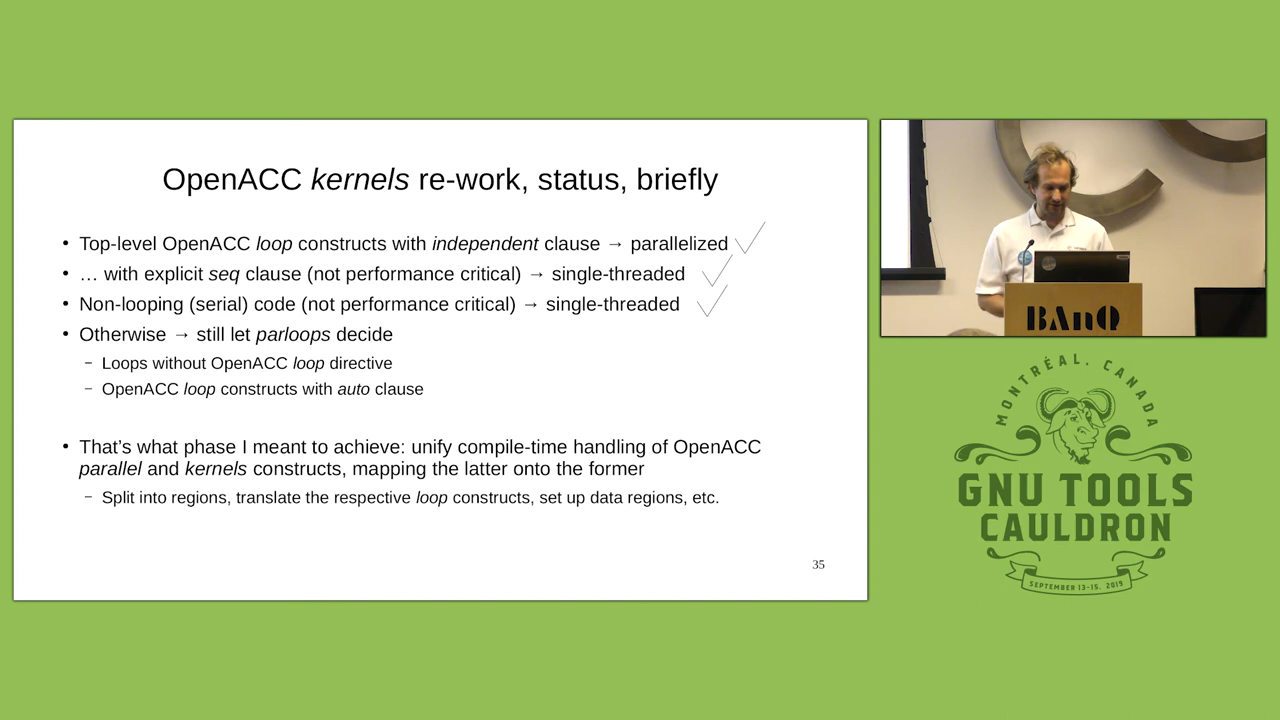 OpenACC kernels re-work, status, briefly
• Top-level OpenACC loop constructs with independent clause → parallelized
• … with explicit seq clause (not performance critical) → single-threaded
• Non-looping (serial) code (not performance critical) → single-threaded
• Otherwise → still let parloops decide
– Loops without OpenACC loop directive
– OpenACC loop constructs with auto clause
• That’s what phase I meant to achieve: unify compile-time handling of OpenACC
parallel and kernels constructs, mapping the latter onto the former
– Split into regions, translate the respective loop constructs, set up data regions, etc.
35
BAnQ
MONTRÉAL, CANADA
GNU TOOLS
CAULDRON
SEPTEMBER 13-15, 2019